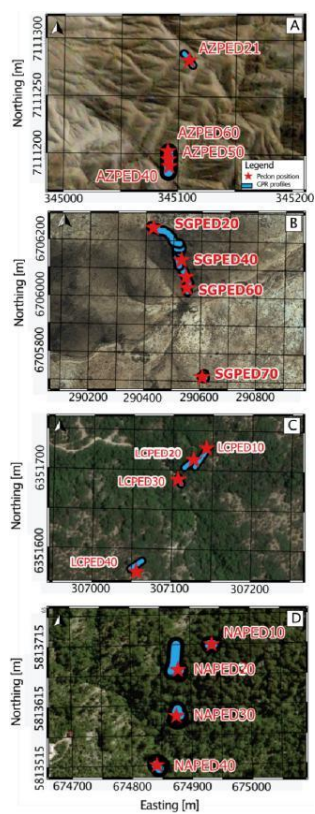 A
AZPED21
AZPED60
AZPED50
AZPED40
Legend
Pedon position
GPR profiles
Northing [m]
7111300
7111250
7111200
345000
345100
345200
B
SGPED20
SGPED40
SGPED60
SGPED70
Northing [m]
6706200
6706000
6705800
290200
290400
290600
290800
C
LCPED10
LCPED20
LCPED30
LCPED40
Northing [m]
6351700
6351600
307000
307100
307200
D
NAPED10
NAPED20
NAPED30
NAPED40
Northing [m]
5813715
5813615
5813515
674700
674800
674900
675000
Easting [m]